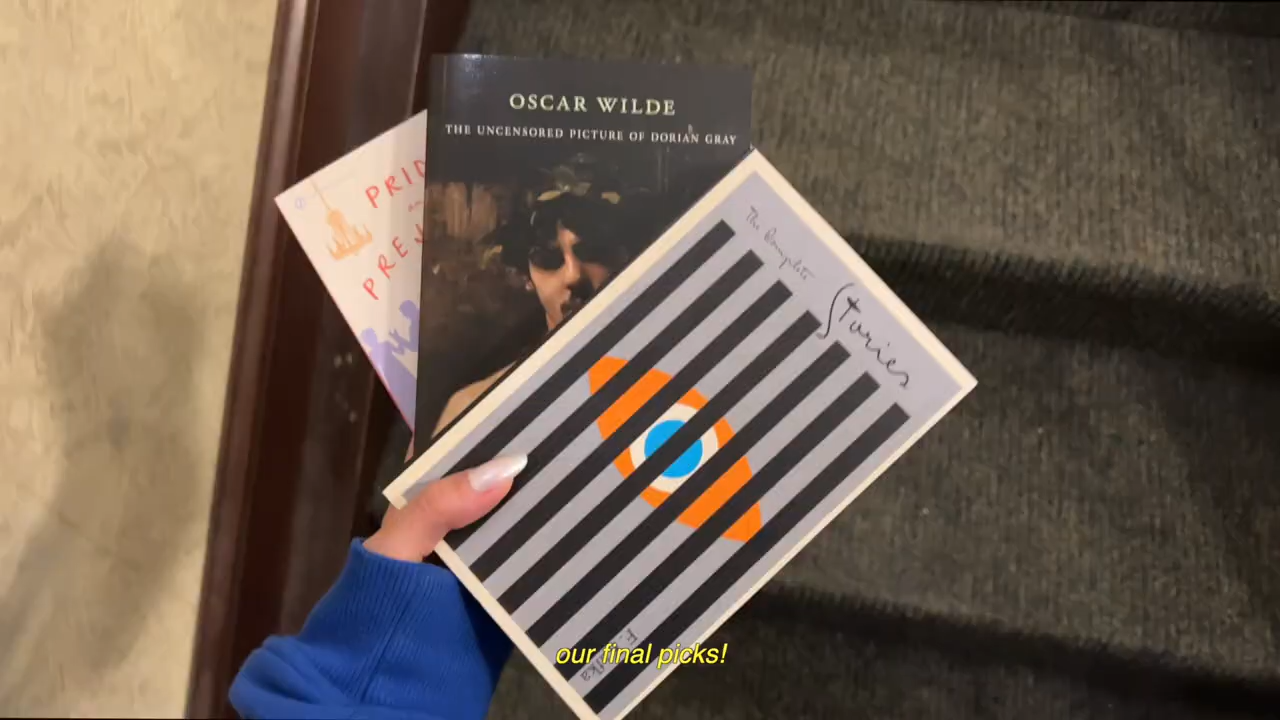 OSCAR WILDE
THE UNCENSORED PICTURE OF DORIAN GRAY
PRID
PREJ
The Complete
Stories
our final picks!